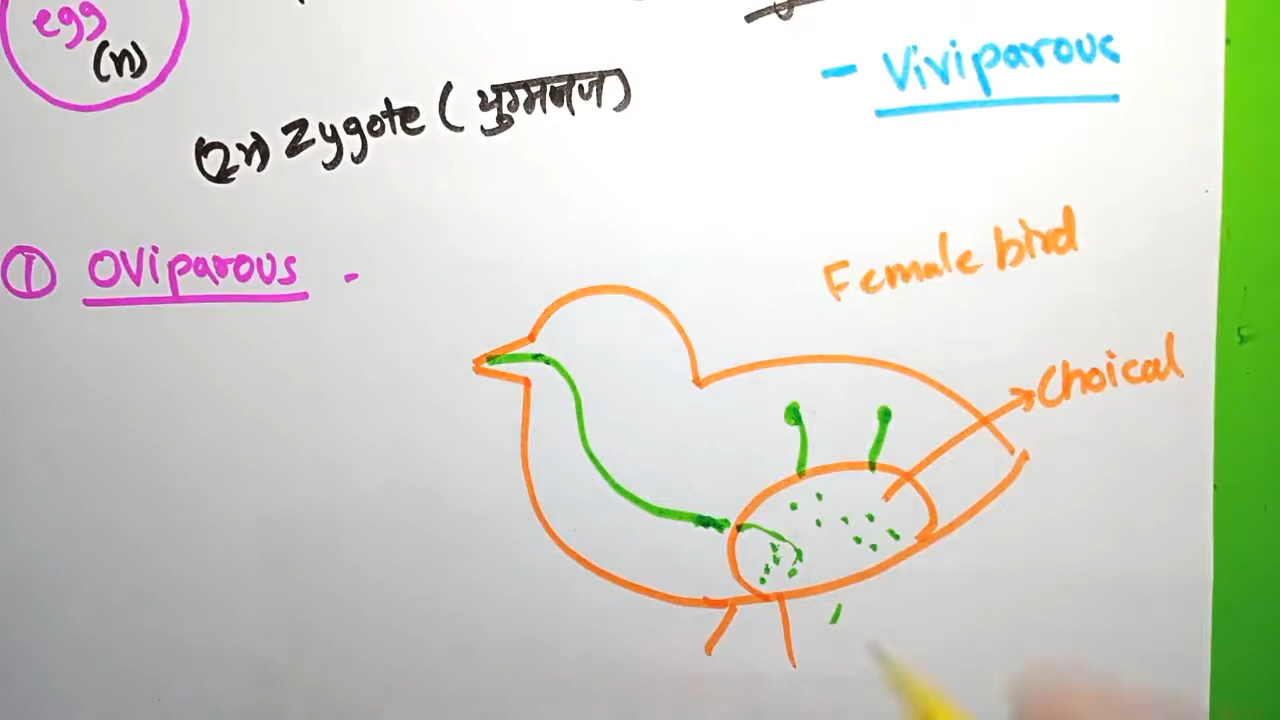 egg
(n)
- Viviparous
(2n) Zygote (युग्मनज)
① Oviparous -
Female bird
Choical